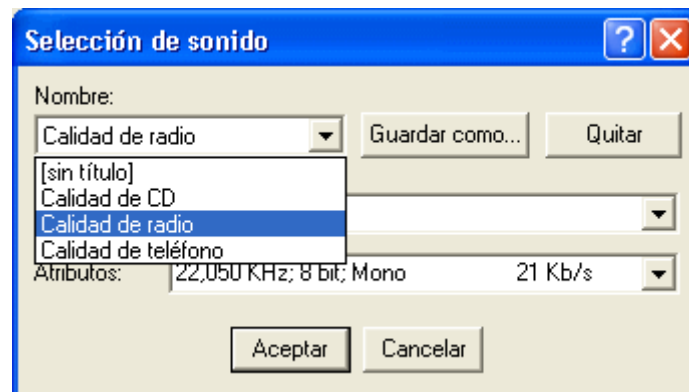 Selección de sonido
Nombre:
Calidad de radio Guardar como... Quitar
[sin título]
Calidad de CD
Calidad de radio
Calidad de teléfono
Atributos: 22,050 KHz; 8 bit; Mono 21 Kb/s
Aceptar Cancelar